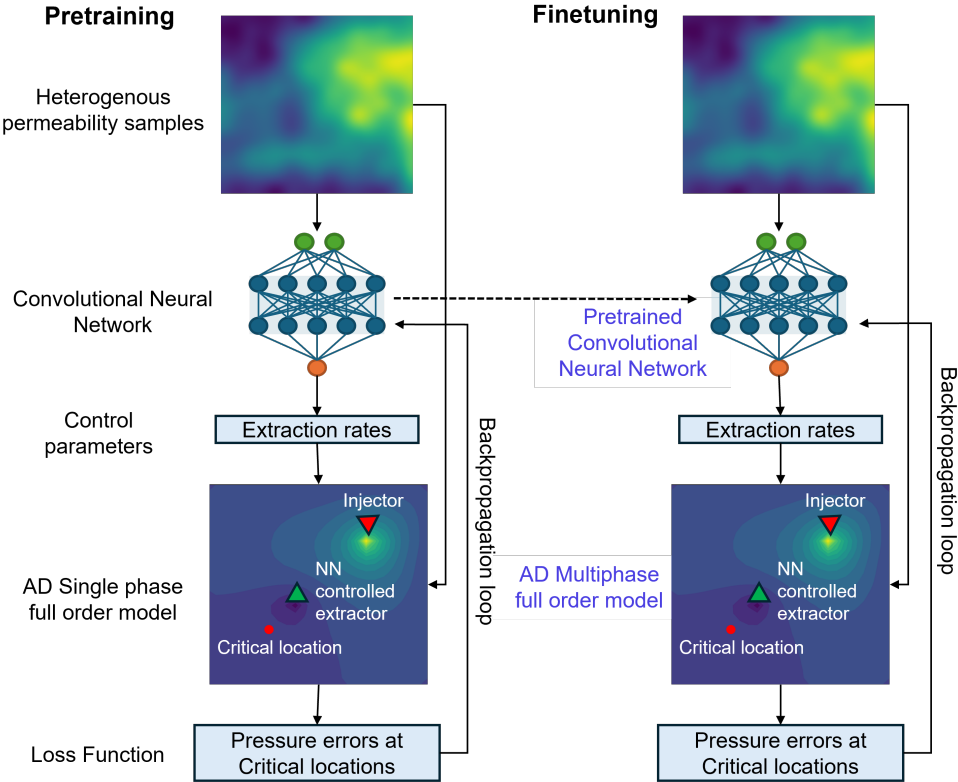 Pretraining
Finetuning
Heterogenous
permeability samples
Convolutional Neural
Network
Pretrained
Convolutional
Neural Network
Control
parameters
Extraction rates
Extraction rates
Backpropagation loop
Backpropagation loop
AD Single phase
full order model
Injector
NN
controlled
extractor
Critical location
AD Multiphase
full order model
Injector
NN
controlled
extractor
Critical location
Loss Function
Pressure errors at
Critical locations
Pressure errors at
Critical locations